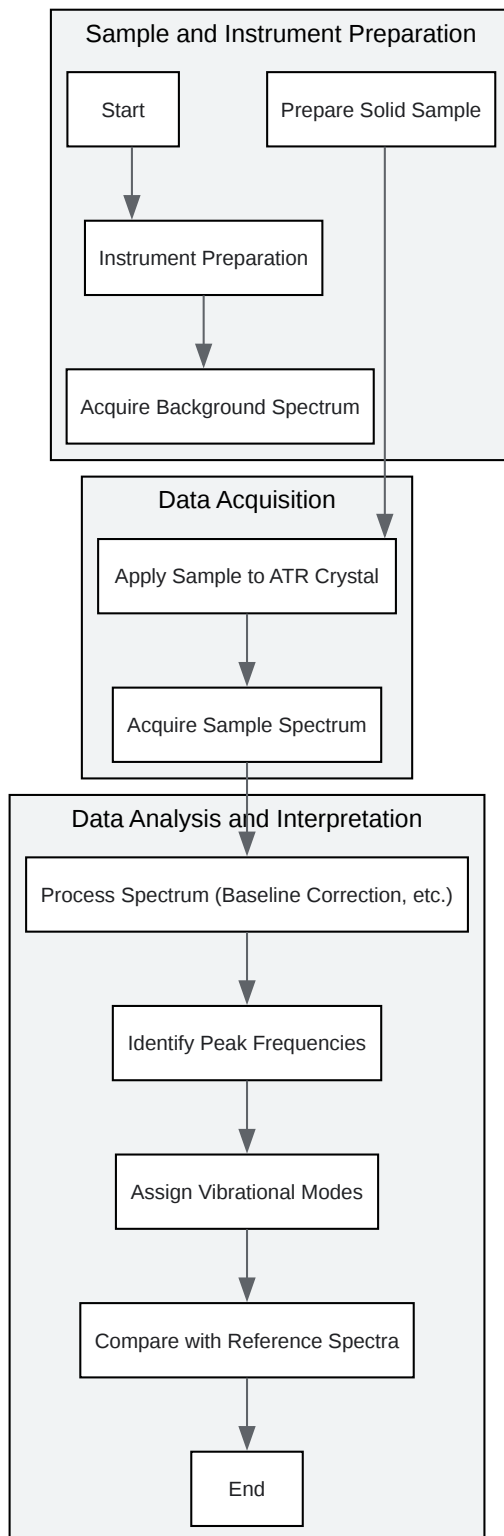 Sample and Instrument Preparation
Start
Prepare Solid Sample
Instrument Preparation
Acquire Background Spectrum
Data Acquisition
Apply Sample to ATR Crystal
Acquire Sample Spectrum
Data Analysis and Interpretation
Process Spectrum (Baseline Correction, etc.)
Identify Peak Frequencies
Assign Vibrational Modes
Compare with Reference Spectra
End